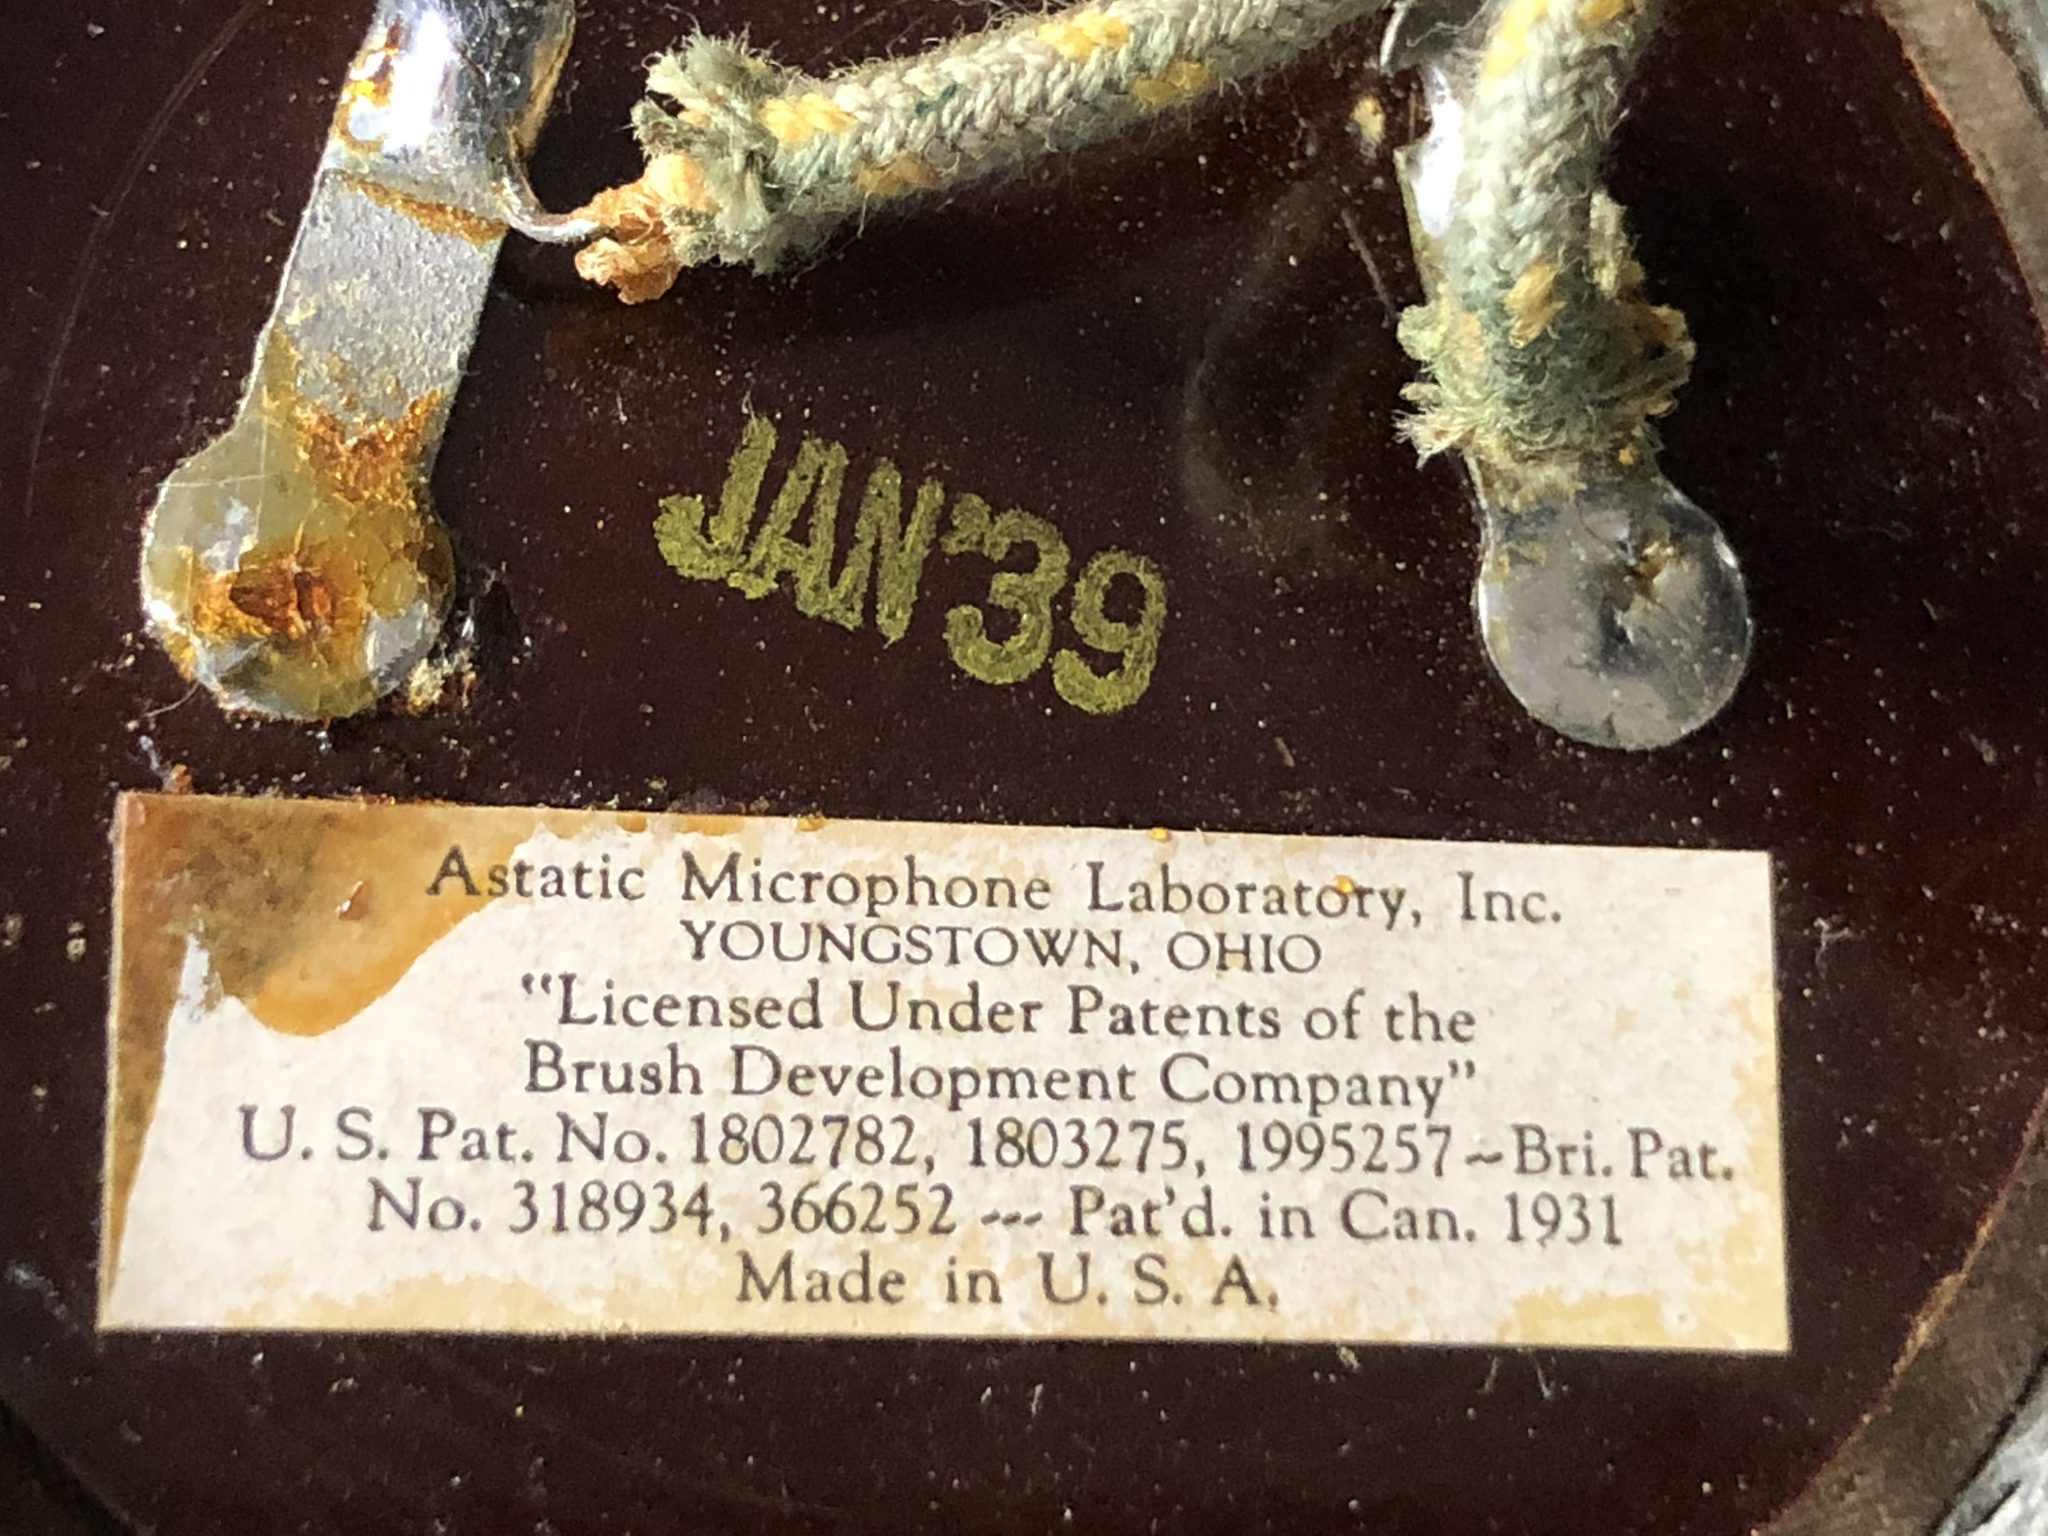 JAN'39
Astatic Microphone Laboratory, Inc.
YOUNGSTOWN, OHIO
"Licensed Under Patents of the
Brush Development Company"
U. S. Pat. No. 1802782, 1803275, 1995257~Bri. Pat.
No. 318934, 366252 --- Pat'd. in Can. 1931
Made in U. S. A.